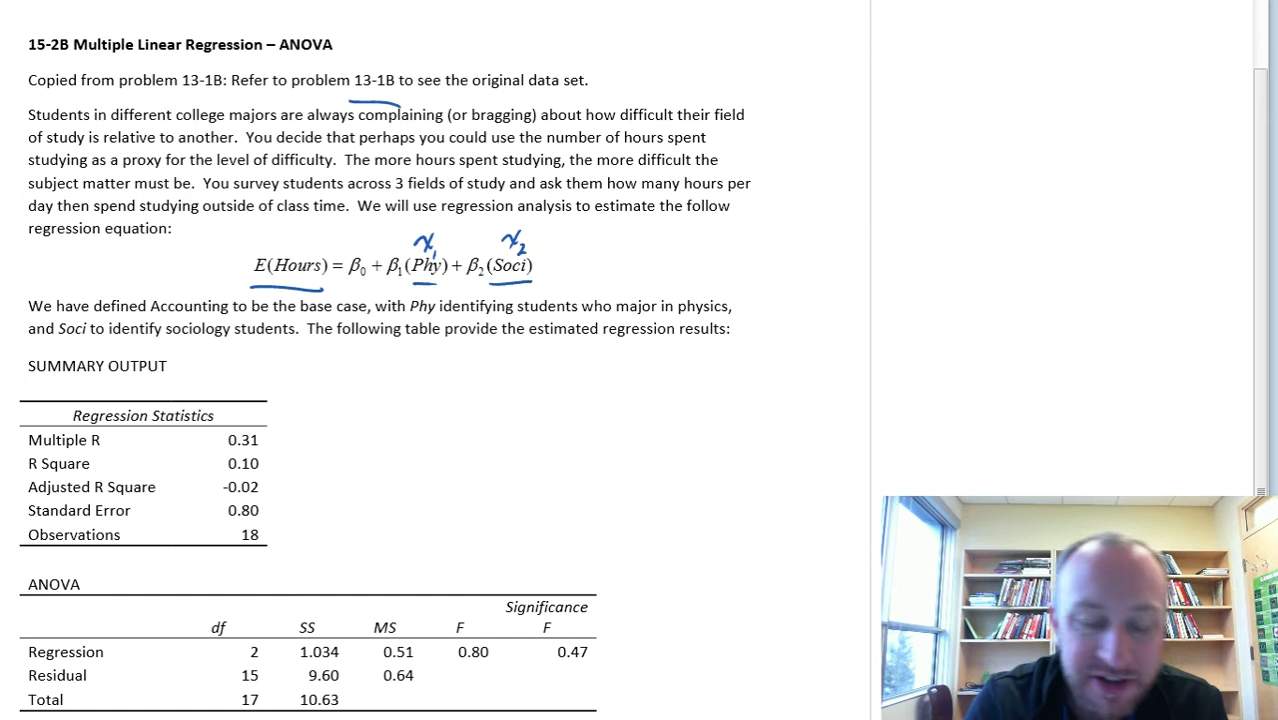 15-2B Multiple Linear Regression – ANOVA
Copied from problem 13-1B: Refer to problem 13-1B to see the original data set.
Students in different college majors are always complaining (or bragging) about how difficult their field
of study is relative to another. You decide that perhaps you could use the number of hours spent
studying as a proxy for the level of difficulty. The more hours spent studying, the more difficult the
subject matter must be. You survey students across 3 fields of study and ask them how many hours per
day then spend studying outside of class time. We will use regression analysis to estimate the follow
regression equation:
x₁ x₂
E(Hours) = β₀ + β₁(Phy) + β₂(Soci)
We have defined Accounting to be the base case, with Phy identifying students who major in physics,
and Soci to identify sociology students. The following table provide the estimated regression results:
SUMMARY OUTPUT
Regression Statistics
Multiple R 0.31
R Square 0.10
Adjusted R Square -0.02
Standard Error 0.80
Observations 18
ANOVA
Significance
df SS MS F F
Regression 2 1.034 0.51 0.80 0.47
Residual 15 9.60 0.64
Total 17 10.63